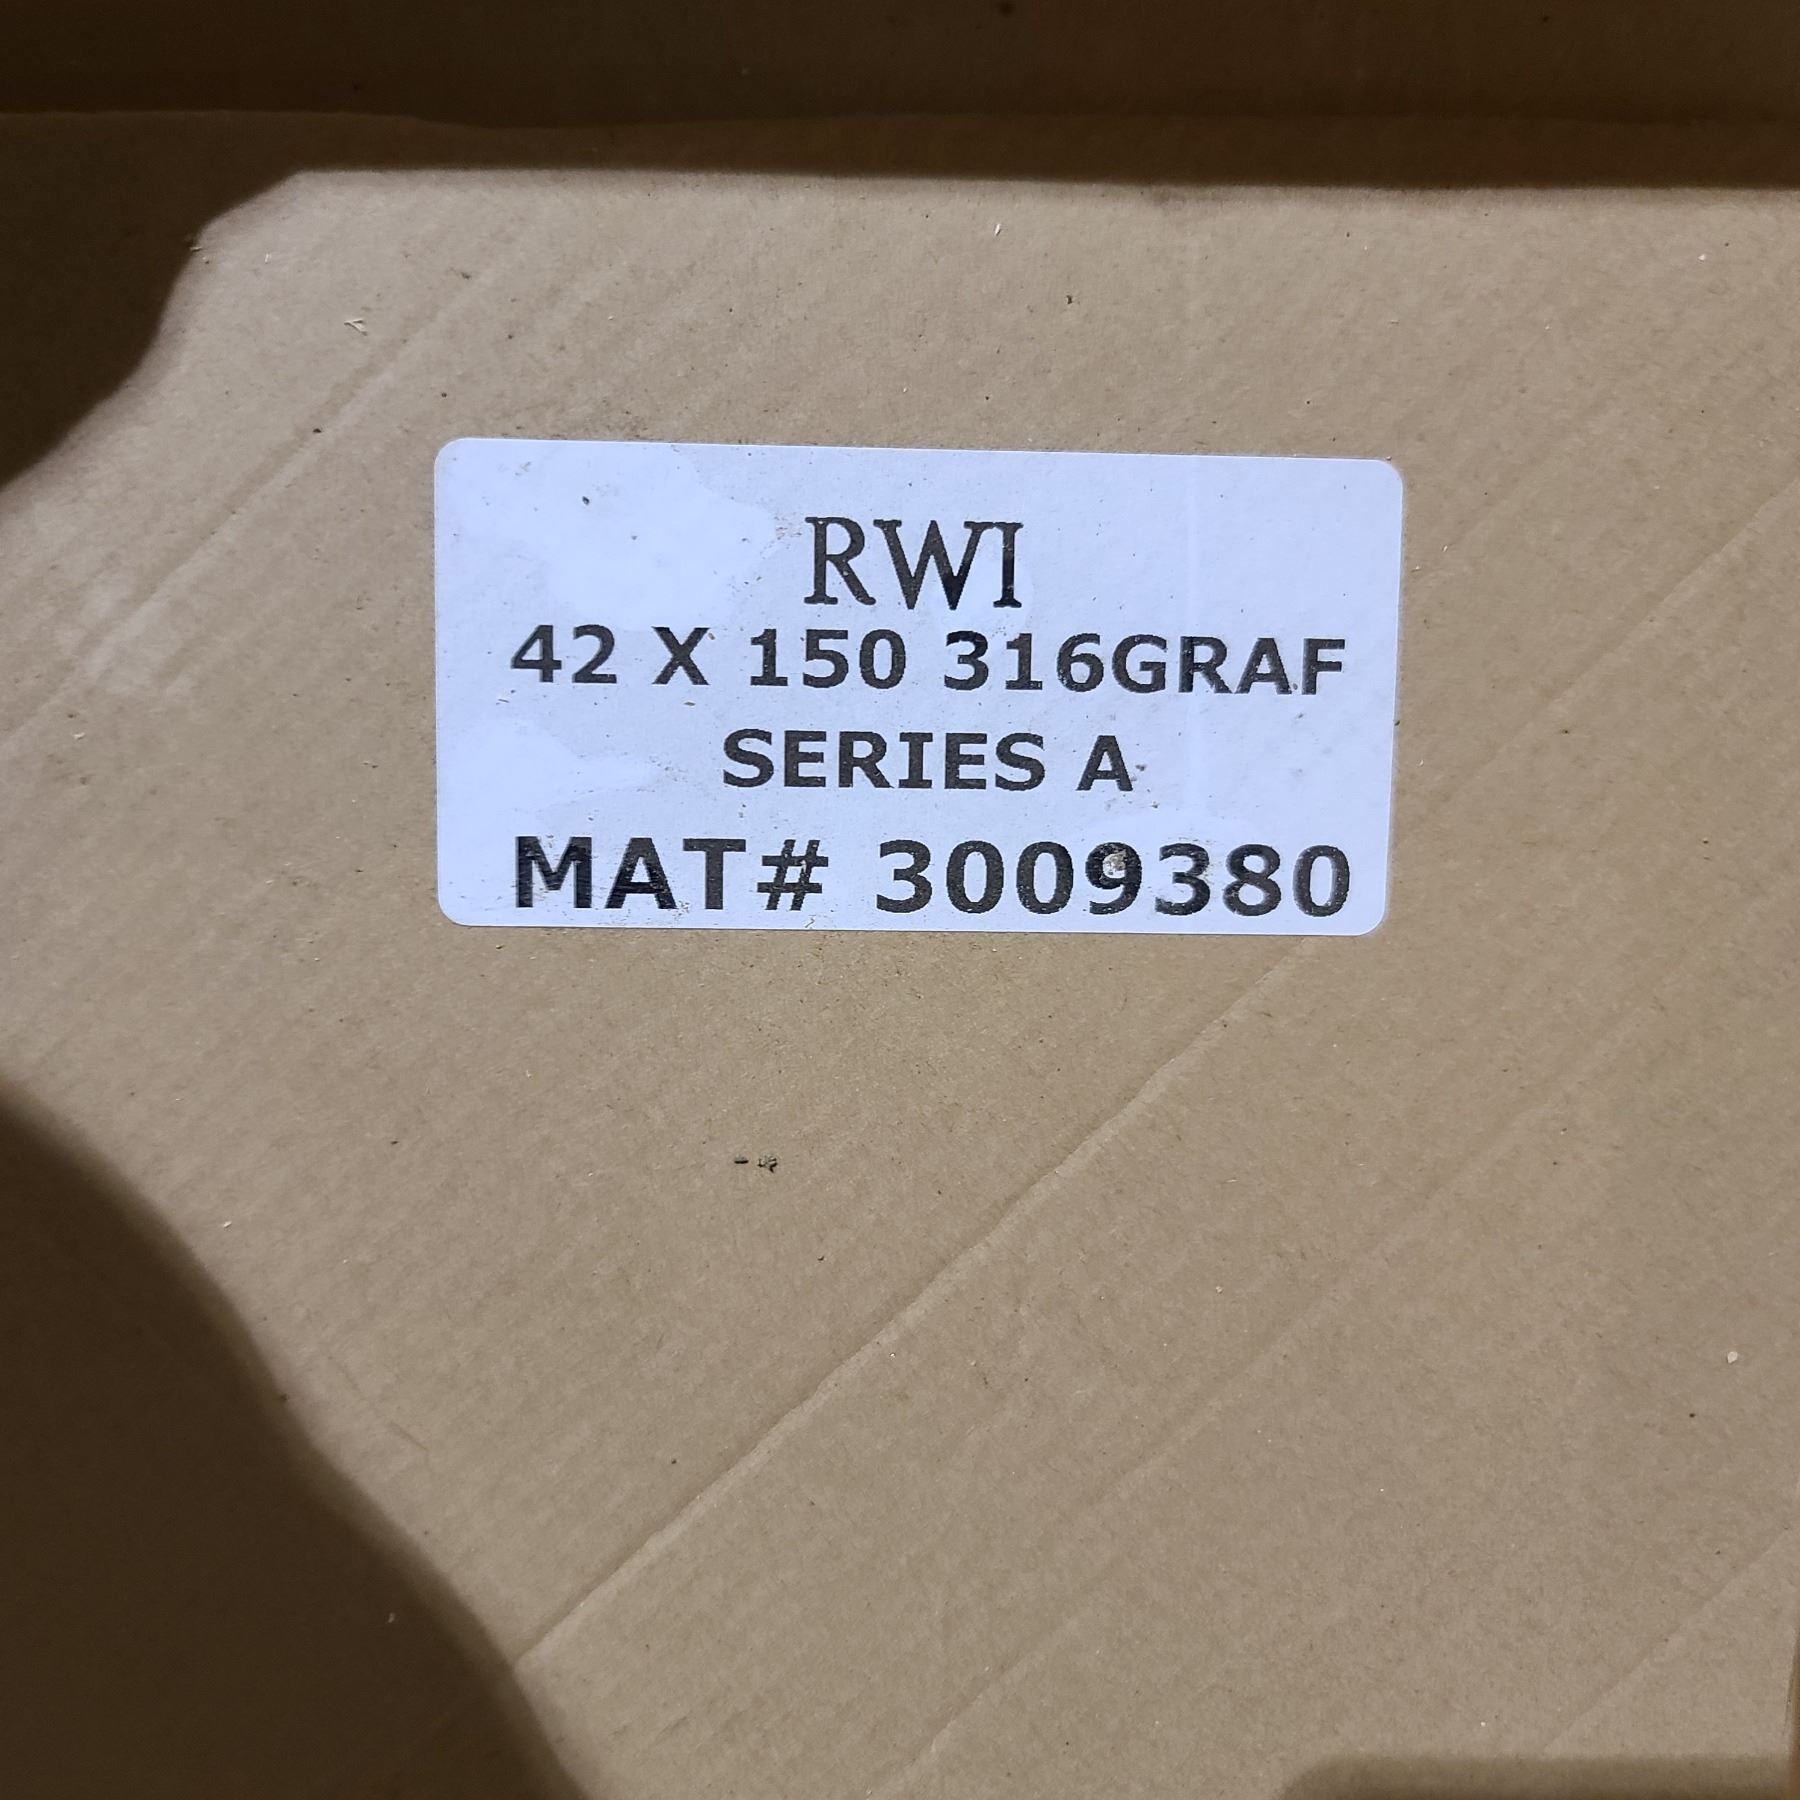 RWI
42 X 150 316GRAF
SERIES A
MAT# 3009380